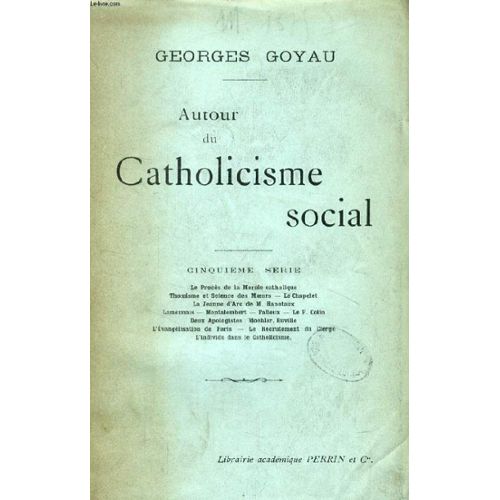 GEORGES GOYAU
Autour
du
Catholicisme
social
CINQUIÈME SÉRIE
Le Procès de la Morale catholique
Thomisme et Science des Mœurs — Le Chapelet
La Jeanne d'Arc de M. Hanotaux
Lamennais — Montalembert — Falloux — Le P. Colin
Deux Apologistes: Moehler, Ruville
L'Évangélisation de Paris — Le Recrutement du Clergé
L'individu dans le Catholicisme.
Librairie académique PERRIN et Cie.